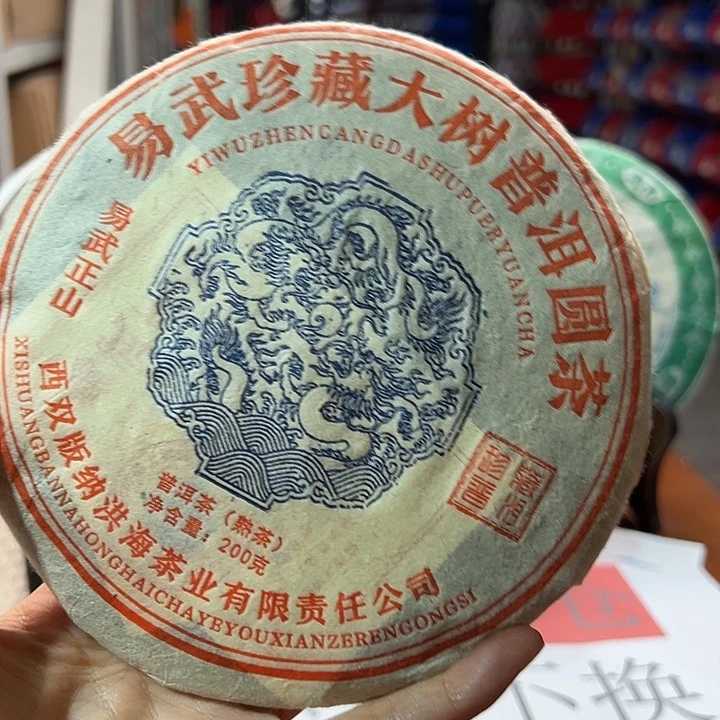 易武珍藏大树普洱圆茶
YIWUZHENCANGDASHUPUERYUANCHA
易武正山
普洱茶（熟茶）
净含量：200克
西双版纳洪海茶业有限责任公司
XISHUANGBANNAHONGHAICHAYEYOUXIANZERENGONGSI
不换